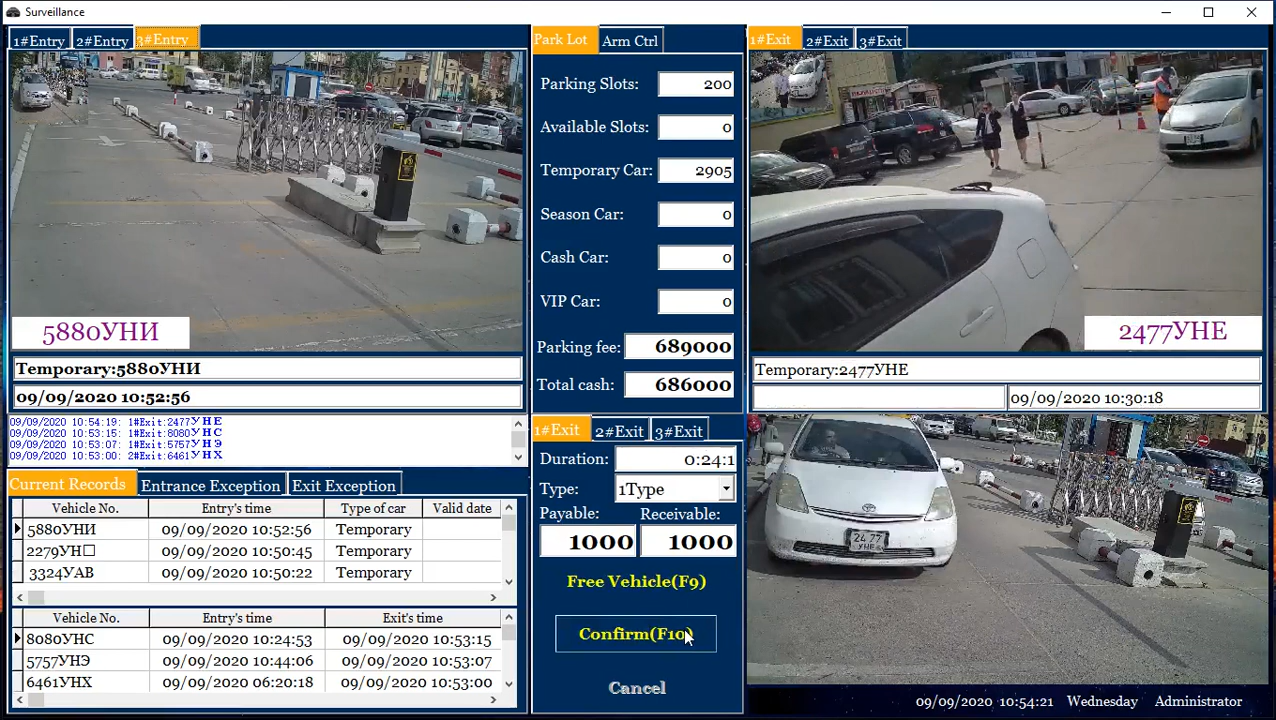 Surveillance
1#Entry 2#Entry 3#Entry
5880УНИ
Temporary:5880УНИ
09/09/2020 10:52:56
09/09/2020 10:54:19: 1#Exit:2477УНЕ
09/09/2020 10:53:15: 1#Exit:8080УНС
09/09/2020 10:53:07: 1#Exit:5757УНЭ
09/09/2020 10:53:00: 2#Exit:6461УНХ
Current Records Entrance Exception Exit Exception
Vehicle No. Entry's time Type of car Valid date
5880УНИ 09/09/2020 10:52:56 Temporary
2279УН□ 09/09/2020 10:50:45 Temporary
3324УАВ 09/09/2020 10:50:22 Temporary
Vehicle No. Entry's time Exit's time
8080УНС 09/09/2020 10:24:53 09/09/2020 10:53:15
5757УНЭ 09/09/2020 10:44:06 09/09/2020 10:53:07
6461УНХ 09/09/2020 06:20:18 09/09/2020 10:53:00
Park Lot Arm Ctrl
Parking Slots: 200
Available Slots: 0
Temporary Car: 2905
Season Car: 0
Cash Car: 0
VIP Car: 0
Parking fee: 689000
Total cash: 686000
1#Exit 2#Exit 3#Exit
Duration: 0:24:1
Type: 1Type
Payable: Receivable:
1000 1000
Free Vehicle(F9)
Confirm(F10)
Cancel
1#Exit 2#Exit 3#Exit
2477УНЕ
Temporary:2477УНЕ
09/09/2020 10:30:18
24 77
УНЕ
09/09/2020 10:54:21 Wednesday Administrator